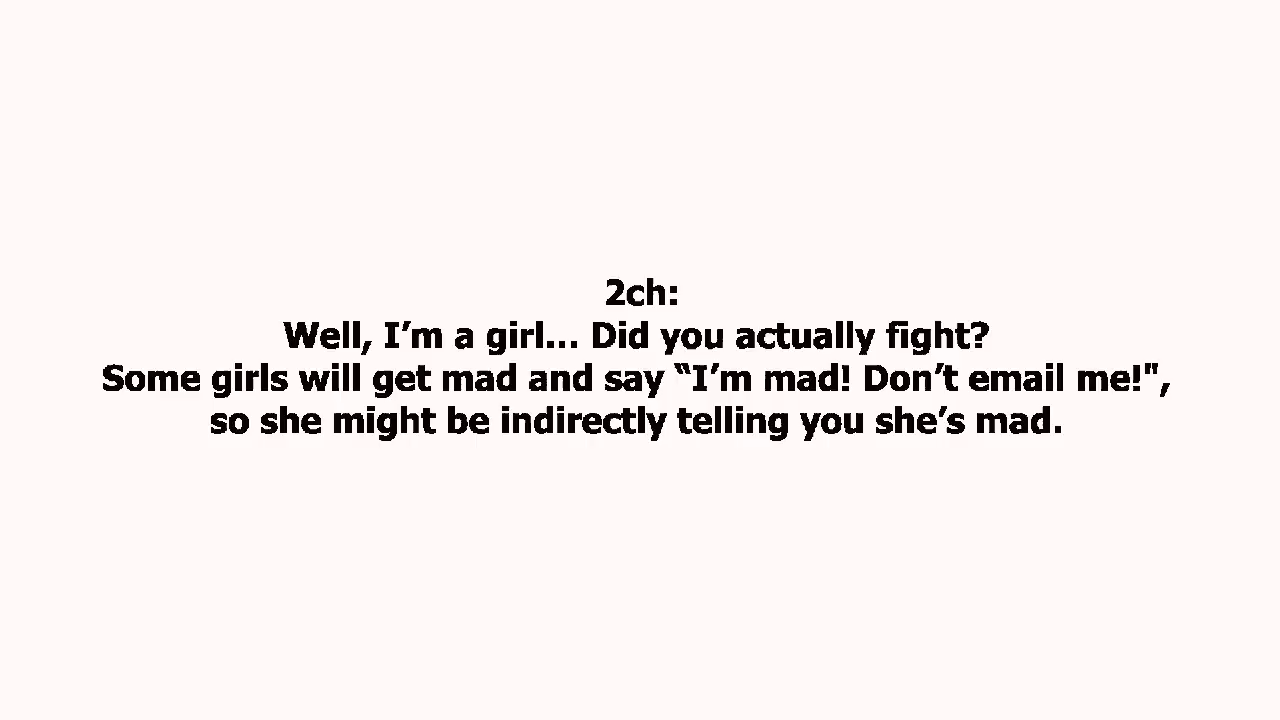 2ch:
Well, I’m a girl... Did you actually fight?
Some girls will get mad and say “I’m mad! Don’t email me!",
so she might be indirectly telling you she’s mad.